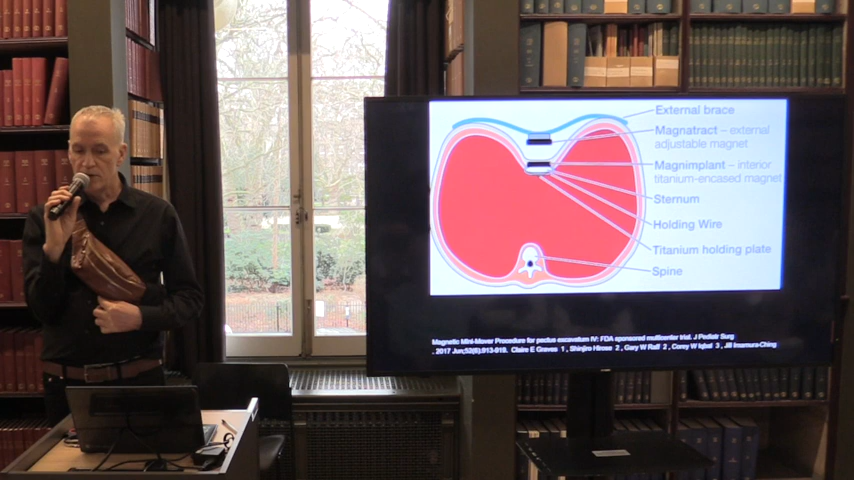 External brace
Magnatract – external
adjustable magnet
Magnimplant – interior
titanium-encased magnet
Sternum
Holding Wire
Titanium holding plate
Spine
Magnetic Mini-Mover Procedure for pectus excavatum IV: FDA sponsored multicenter trial. J Pediatr Surg
. 2017 Jun;52(6):913-919. Claire E Graves 1 , Shinjiro Hirose 2 , Gary W Raff 2 , Corey W Iqbal 3 , Jill Imamura-Ching